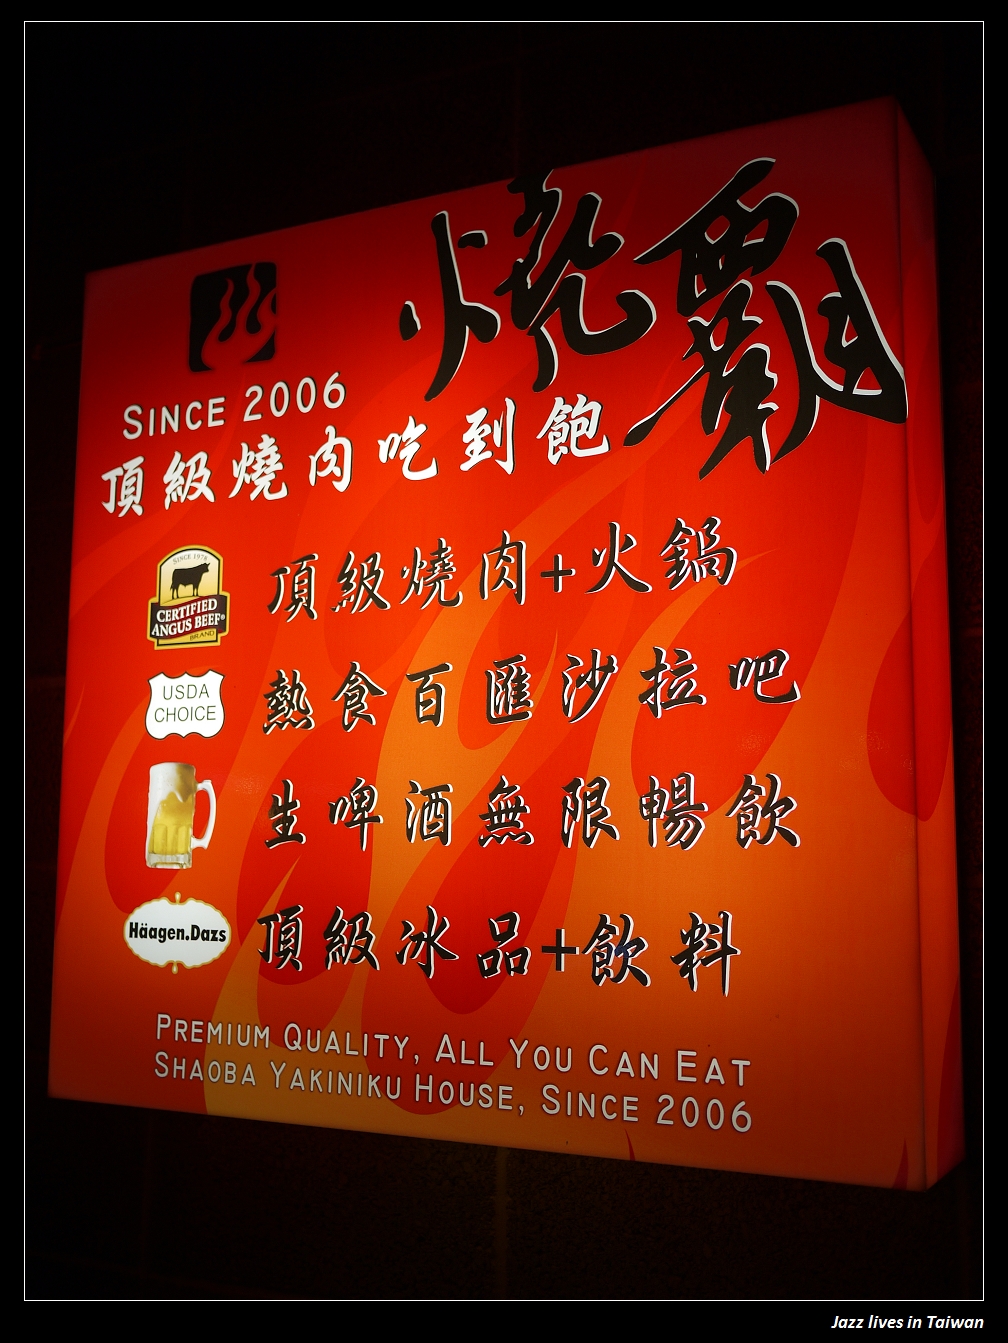 燒霸
SINCE 2006
頂級燒肉吃到飽
SINCE 1978
CERTIFIED
ANGUS BEEF®
BRAND
頂級燒肉+火鍋
USDA
CHOICE
熱食百匯沙拉吧
生啤酒無限暢飲
Häagen.Dazs
頂級冰品+飲料
PREMIUM QUALITY, ALL YOU CAN EAT
SHAOBA YAKINIKU HOUSE, SINCE 2006
Jazz lives in Taiwan